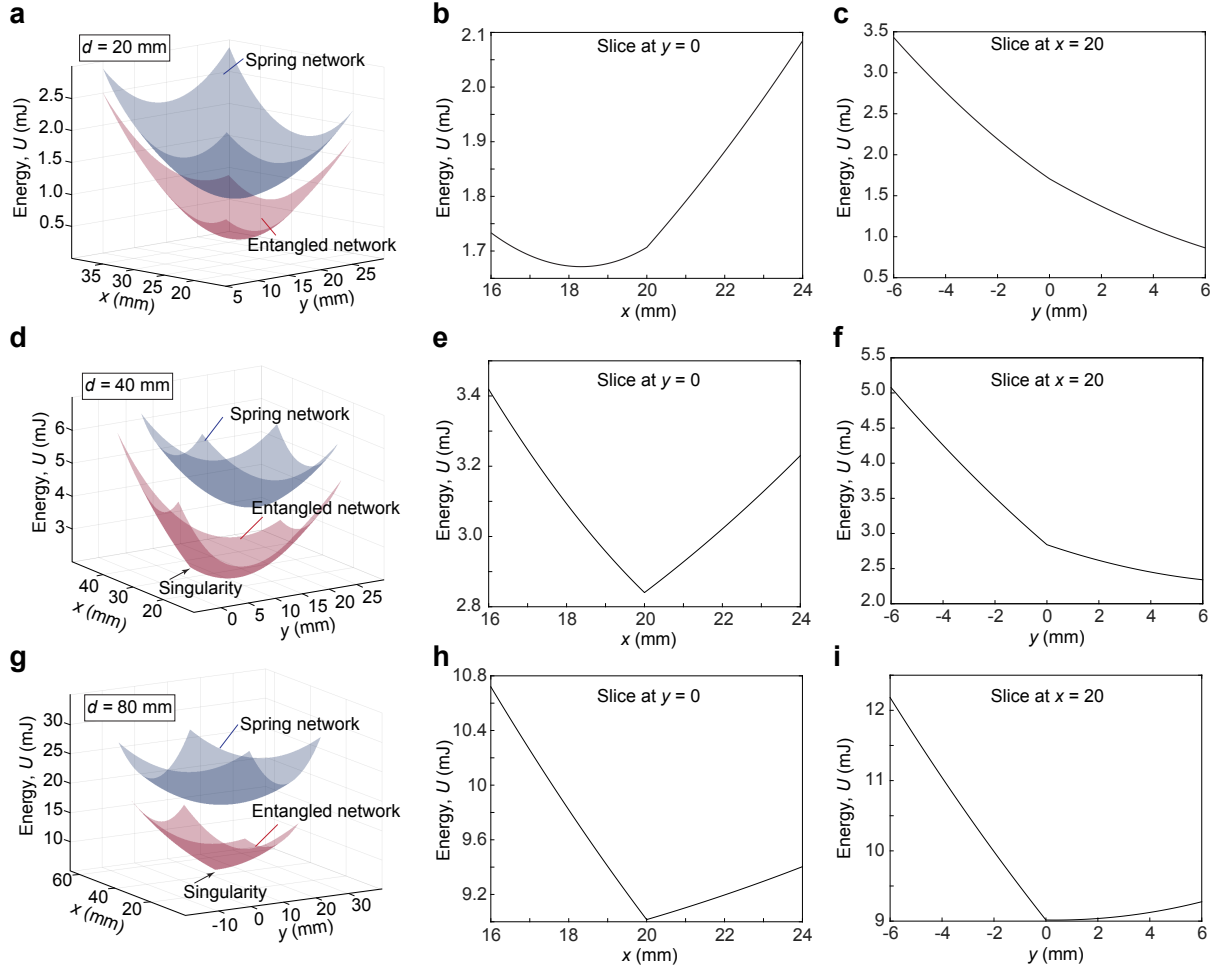 a
d = 20 mm
Spring network
Entangled network
Energy, U (mJ)
2.5
2.0
1.5
1.0
0.5
35
30
25
20
x (mm)
5
10
15
20
25
y (mm)
b
Slice at y = 0
Energy, U (mJ)
2.1
2.0
1.9
1.8
1.7
16 18 20 22 24
x (mm)
c
Slice at x = 20
Energy, U (mJ)
3.5
3.0
2.5
2.0
1.5
1.0
0.5
-6 -4 -2 0 2 4 6
y (mm)
d
d = 40 mm
Spring network
Entangled network
Singularity
Energy, U (mJ)
6
5
4
3
40
30
20
x (mm)
0
5
10
15
20
25
y (mm)
e
Slice at y = 0
Energy, U (mJ)
3.4
3.2
3.0
2.8
16 18 20 22 24
x (mm)
f
Slice at x = 20
Energy, U (mJ)
5.5
5.0
4.5
4.0
3.5
3.0
2.5
2.0
-6 -4 -2 0 2 4 6
y (mm)
g
d = 80 mm
Spring network
Entangled network
Singularity
Energy, U (mJ)
30
25
20
15
10
60
40
20
x (mm)
-10
0
10
20
30
y (mm)
h
Slice at y = 0
Energy, U (mJ)
10.8
10.4
10
9.6
9.2
16 18 20 22 24
x (mm)
i
Slice at x = 20
Energy, U (mJ)
12
11
10
9
-6 -4 -2 0 2 4 6
y (mm)